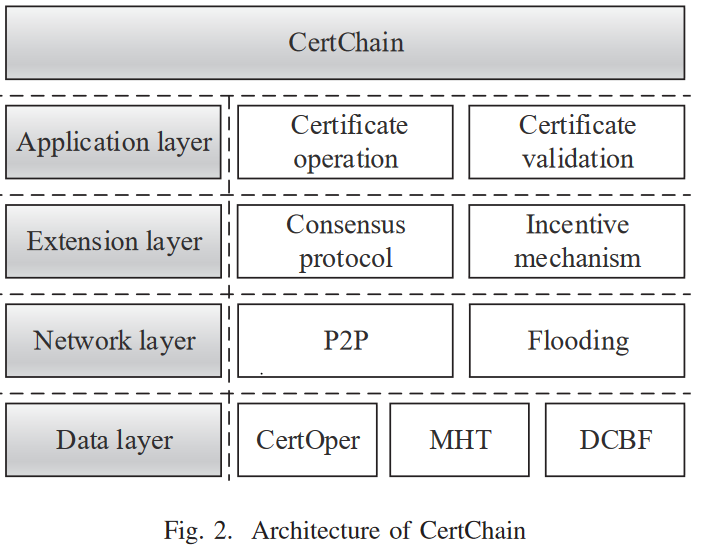 CertChain
Application layer
Certificate
operation
Certificate
validation
Extension layer
Consensus
protocol
Incentive
mechanism
Network layer
P2P
Flooding
Data layer
CertOper
MHT
DCBF
Fig. 2. Architecture of CertChain